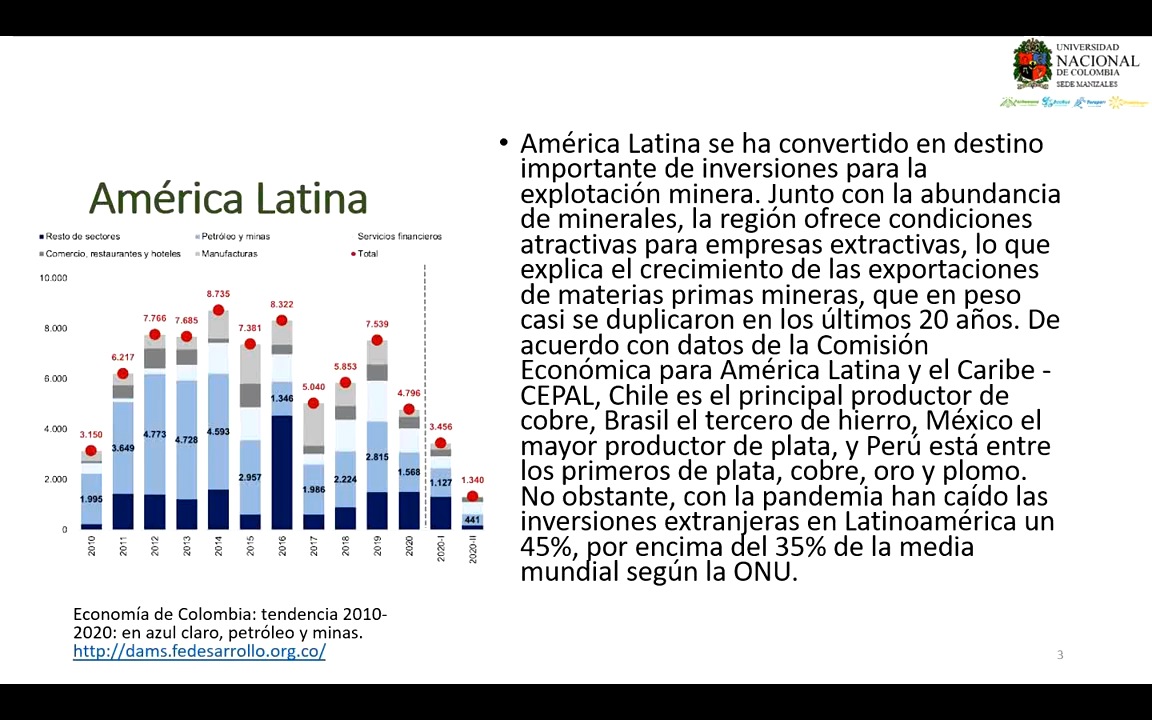 UNIVERSIDAD
NACIONAL
DE COLOMBIA
SEDE MANIZALES
América Latina
Resto de sectores
Petróleo y minas
Servicios financieros
Comercio, restaurantes y hoteles
Manufacturas
Total
10.000
8.000
6.000
4.000
2.000
0
3.150
6.217
7.766
7.685
8.735
7.381
8.322
5.040
5.853
7.539
4.796
3.456
1.340
1.995
3.649
4.773
4.728
4.593
2.957
1.346
1.986
2.224
2.815
1.568
1.127
441
2010
2011
2012
2013
2014
2015
2016
2017
2018
2019
2020
2020-I
2020-II
Economía de Colombia: tendencia 2010-
2020: en azul claro, petróleo y minas.
http://dams.fedesarrollo.org.co/
• América Latina se ha convertido en destino
importante de inversiones para la
explotación minera. Junto con la abundancia
de minerales, la región ofrece condiciones
atractivas para empresas extractivas, lo que
explica el crecimiento de las exportaciones
de materias primas mineras, que en peso
casi se duplicaron en los últimos 20 años. De
acuerdo con datos de la Comisión
Económica para América Latina y el Caribe -
CEPAL, Chile es el principal productor de
cobre, Brasil el tercero de hierro, México el
mayor productor de plata, y Perú está entre
los primeros de plata, cobre, oro y plomo.
No obstante, con la pandemia han caído las
inversiones extranjeras en Latinoamérica un
45%, por encima del 35% de la media
mundial según la ONU.
3